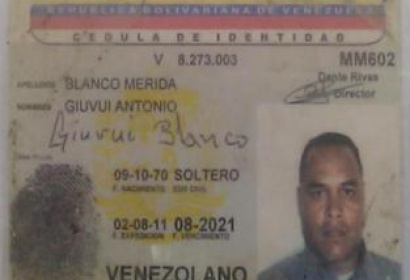 REPUBLICA BOLIVARIANA DE VENEZUELA
CEDULA DE IDENTIDAD
V 8.273.003 MM602
Dante Rivas
Director
APELLIDOS BLANCO MERIDA
NOMBRES GIUVUI ANTONIO
Giuvui Blanco
09-10-70 SOLTERO
F. NACIMIENTO EDO CIVIL
02-08-11 08-2021
F. EXPEDICION F. VENCIMIENTO
VENEZOLANO